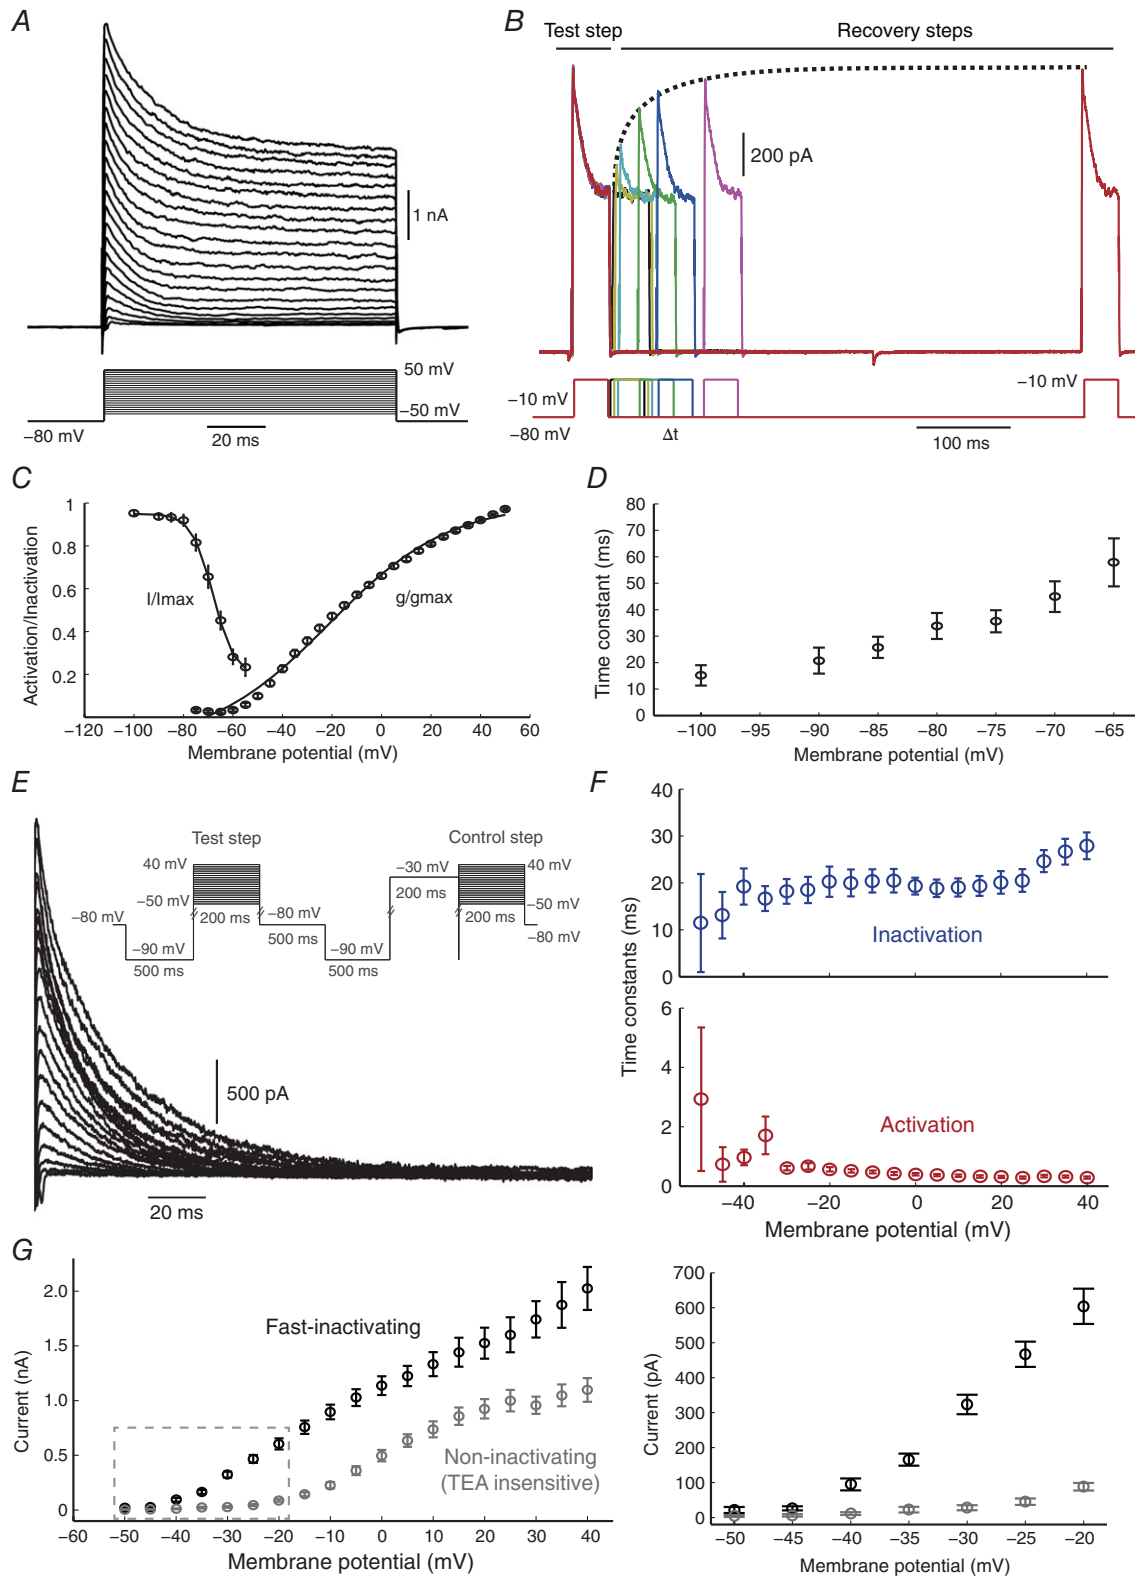 A
1 nA
50 mV
−50 mV
−80 mV
20 ms
B
Test step
Recovery steps
200 pA
−10 mV
−10 mV
−80 mV
Δt
100 ms
C
Activation/Inactivation
1
0.8
0.6
0.4
0.2
I/Imax
g/gmax
−120 −100 −80 −60 −40 −20 0 20 40 60
Membrane potential (mV)
D
Time constant (ms)
80
70
60
50
40
30
20
10
0
−100 −95 −90 −85 −80 −75 −70 −65
Membrane potential (mV)
E
Test step
Control step
40 mV
−30 mV
40 mV
−50 mV
200 ms
−50 mV
−80 mV
200 ms
−80 mV
200 ms
−80 mV
500 ms
−90 mV
−90 mV
500 ms
500 ms
500 pA
20 ms
F
Time constants (ms)
40
30
20
10
0
Inactivation
6
4
2
0
Activation
−40 −20 0 20 40
Membrane potential (mV)
G
Current (nA)
2.0
1.5
1.0
0.5
0
Fast-inactivating
Non-inactivating
(TEA insensitive)
−60 −50 −40 −30 −20 −10 0 10 20 30 40
Membrane potential (mV)
Current (pA)
700
600
500
400
300
200
100
0
−50 −45 −40 −35 −30 −25 −20
Membrane potential (mV)